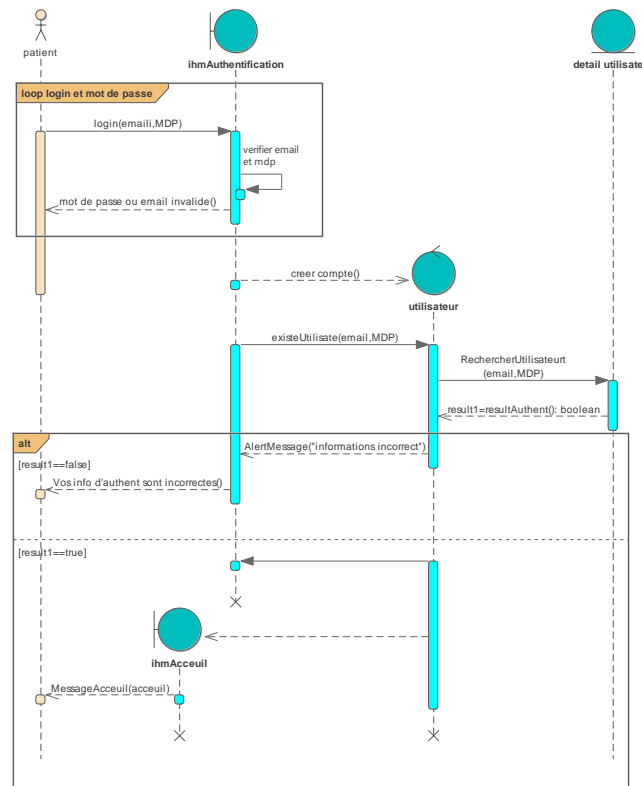 patient
ihmAuthentification
detail utilisate
loop login et mot de passe
login(emaili,MDP)
verifier email
et mdp
mot de passe ou email invalide()
creer compte()
utilisateur
existeUtilisate(email,MDP)
RechercherUtilisateurt
(email,MDP)
result1=resultAuthent(): boolean
alt
AlertMessage("informations incorrect")
[result1==false]
Vos info d'authent sont incorrectes()
[result1==true]
ihmAcceuil
MessageAcceuil(acceuil)